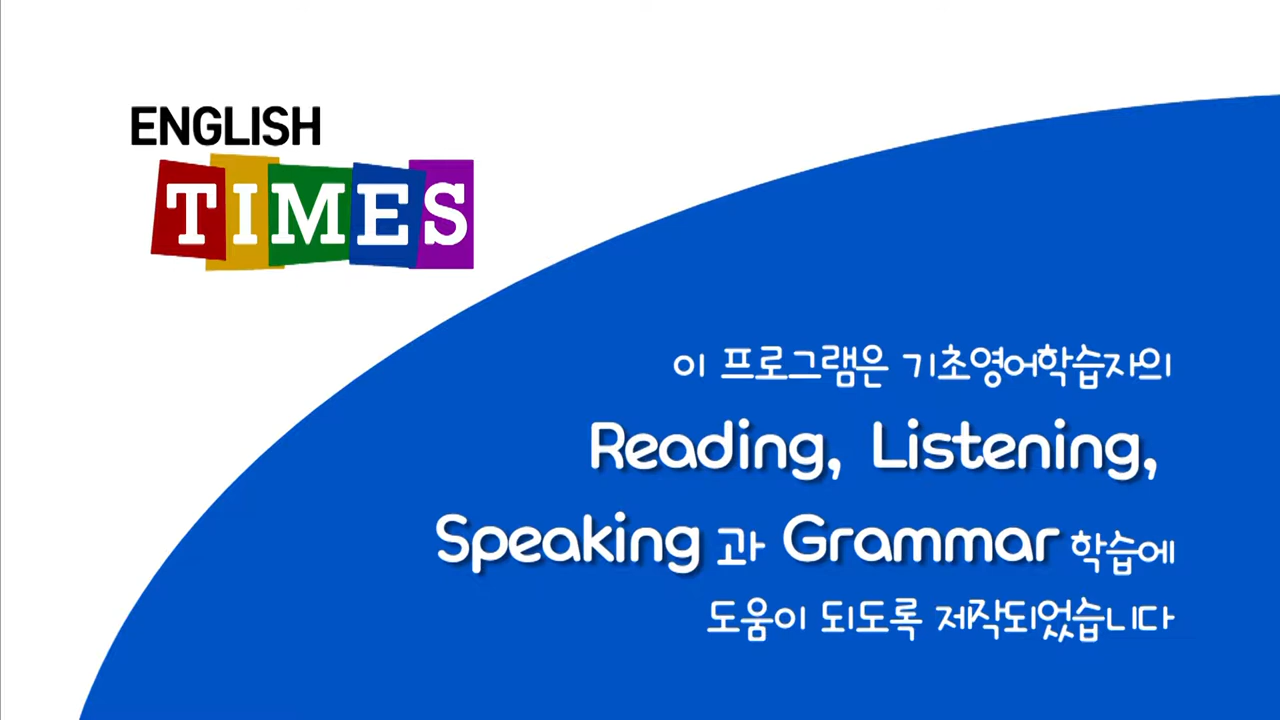 ENGLISH
TIMES
이 프로그램은 기초영어학습자의
Reading, Listening,
Speaking 과 Grammar 학습에
도움이 되도록 제작되었습니다